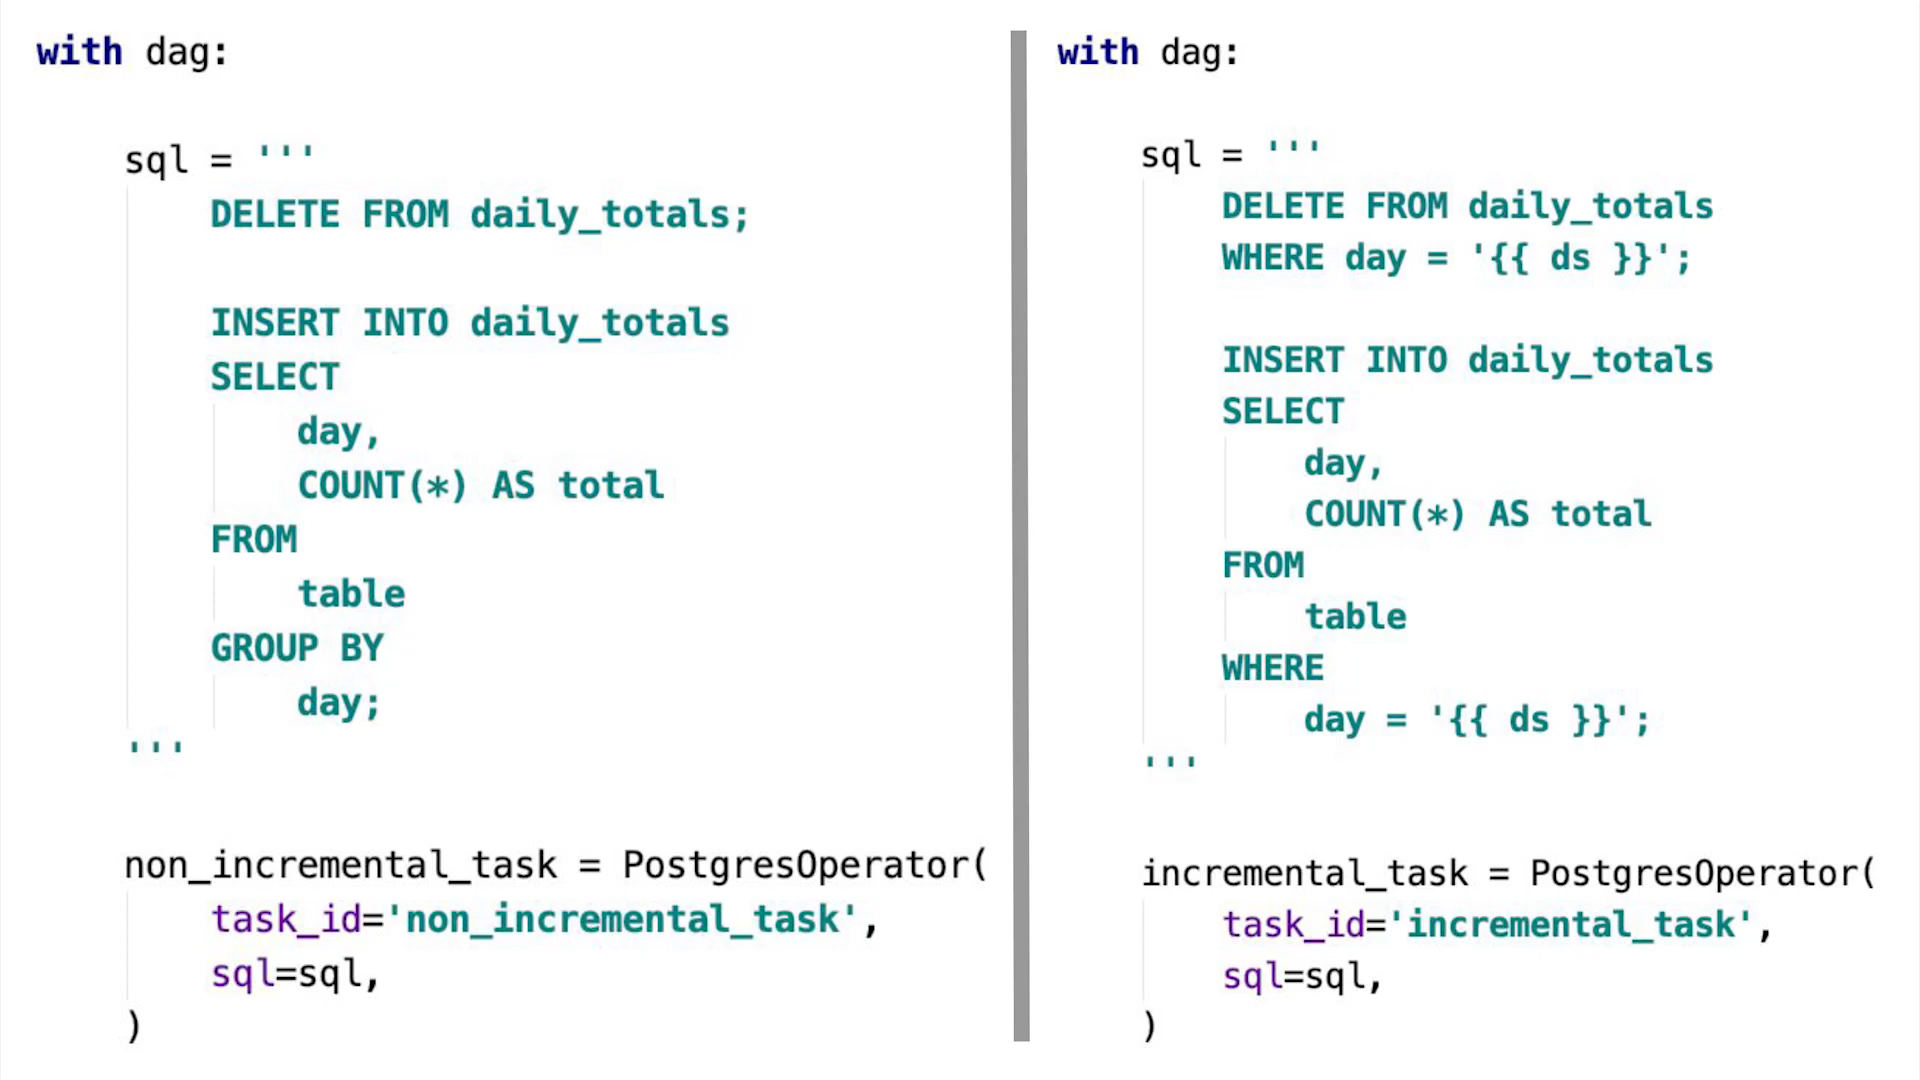 with dag:
sql = '''
DELETE FROM daily_totals;
INSERT INTO daily_totals
SELECT
day,
COUNT(*) AS total
FROM
table
GROUP BY
day;
'''
non_incremental_task = PostgresOperator(
task_id='non_incremental_task',
sql=sql,
)
with dag:
sql = '''
DELETE FROM daily_totals
WHERE day = '{{ ds }}';
INSERT INTO daily_totals
SELECT
day,
COUNT(*) AS total
FROM
table
WHERE
day = '{{ ds }}';
'''
incremental_task = PostgresOperator(
task_id='incremental_task',
sql=sql,
)